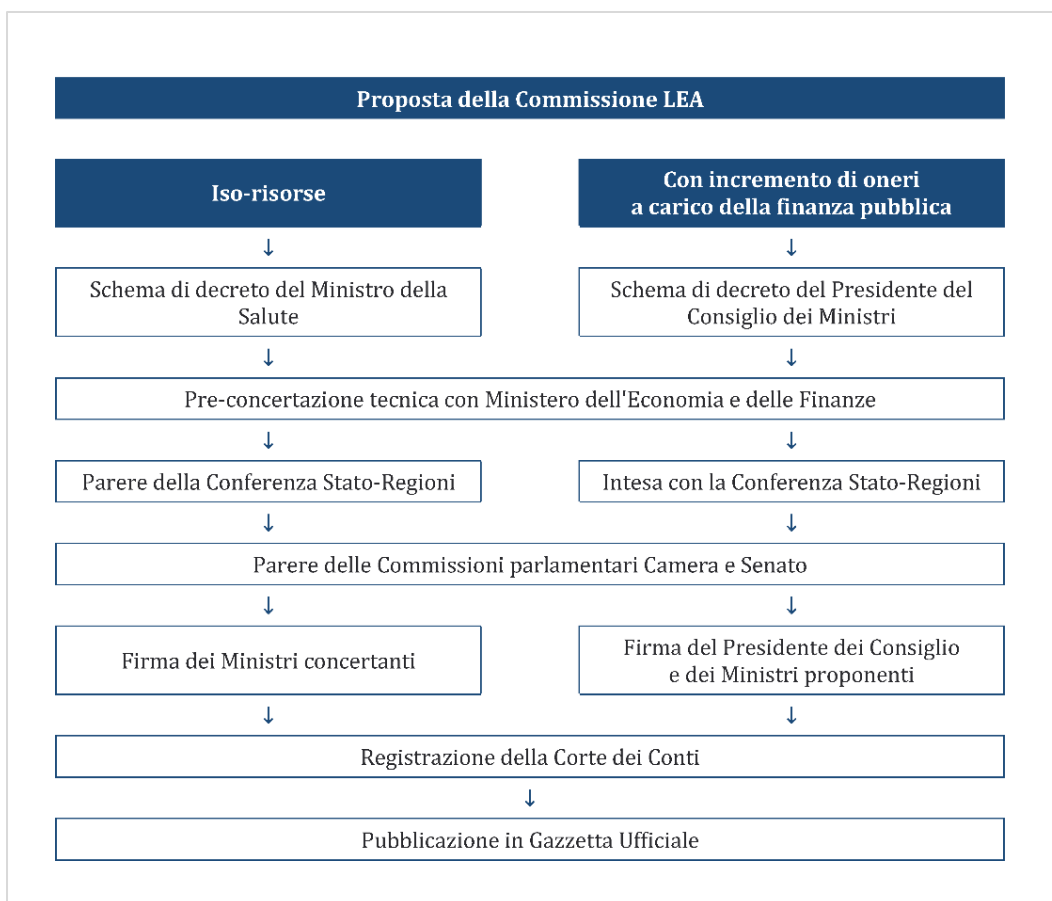 Proposta della Commissione LEA
Iso-risorse
Con incremento di oneri
a carico della finanza pubblica
↓
↓
Schema di decreto del Ministro della
Salute
Schema di decreto del Presidente del
Consiglio dei Ministri
↓
↓
Pre-concertazione tecnica con Ministero dell'Economia e delle Finanze
↓
↓
Parere della Conferenza Stato-Regioni
Intesa con la Conferenza Stato-Regioni
↓
↓
Parere delle Commissioni parlamentari Camera e Senato
↓
↓
Firma dei Ministri concertanti
Firma del Presidente dei Consiglio
e dei Ministri proponenti
↓
↓
Registrazione della Corte dei Conti
↓
Pubblicazione in Gazzetta Ufficiale